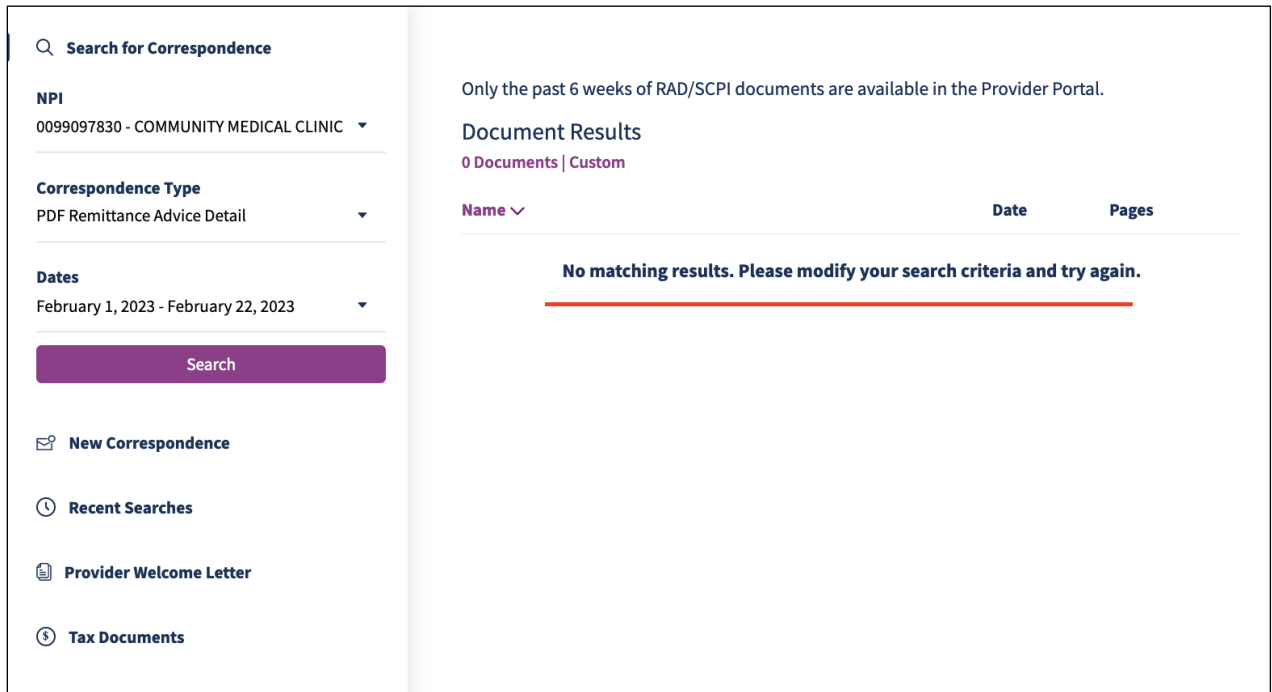 Search for Correspondence
NPI
0099097830 - COMMUNITY MEDICAL CLINIC
Correspondence Type
PDF Remittance Advice Detail
Dates
February 1, 2023 - February 22, 2023
Search
New Correspondence
Recent Searches
Provider Welcome Letter
Tax Documents
Only the past 6 weeks of RAD/SCPI documents are available in the Provider Portal.
Document Results
0 Documents | Custom
Name Date Pages
No matching results. Please modify your search criteria and try again.